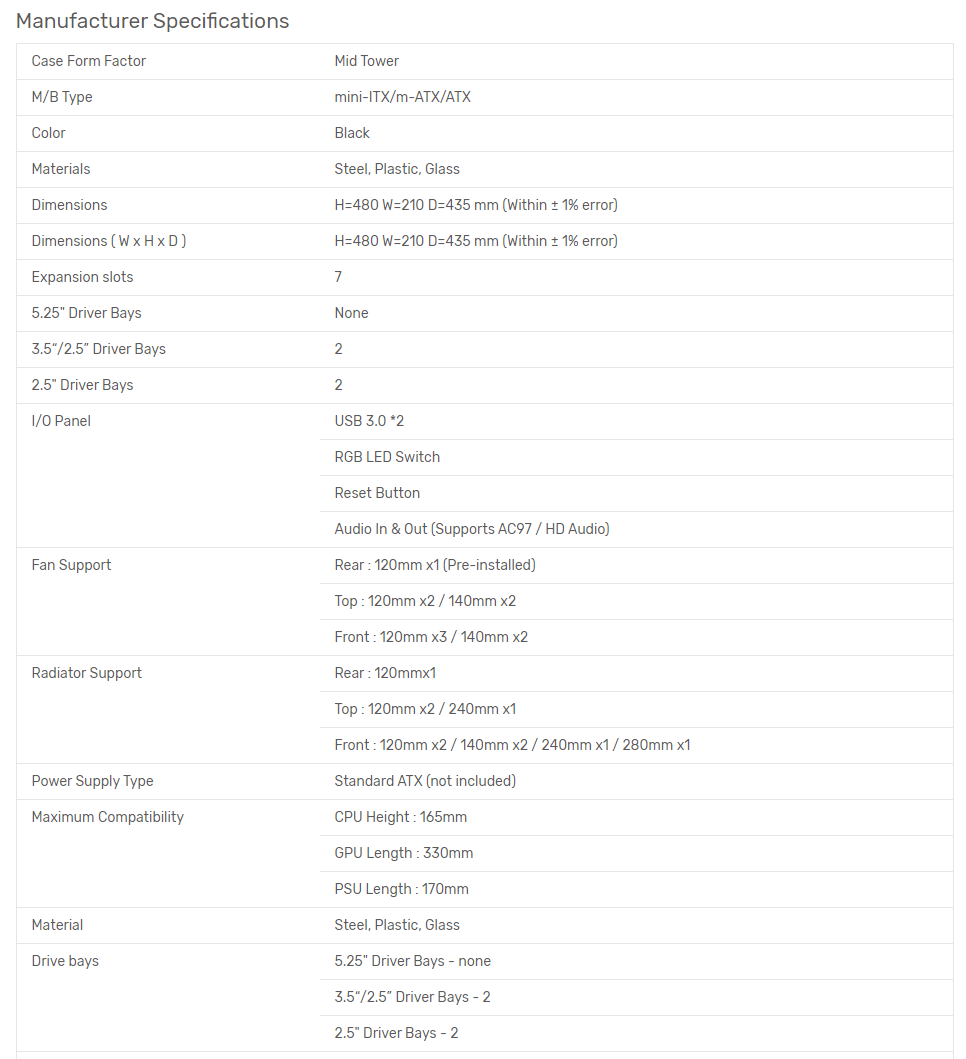 Manufacturer Specifications
Case Form Factor Mid Tower
M/B Type mini-ITX/m-ATX/ATX
Color Black
Materials Steel, Plastic, Glass
Dimensions H=480 W=210 D=435 mm (Within ± 1% error)
Dimensions ( W x H x D ) H=480 W=210 D=435 mm (Within ± 1% error)
Expansion slots 7
5.25" Driver Bays None
3.5“/2.5” Driver Bays 2
2.5" Driver Bays 2
I/O Panel USB 3.0 *2
RGB LED Switch
Reset Button
Audio In & Out (Supports AC97 / HD Audio)
Fan Support Rear : 120mm x1 (Pre-installed)
Top : 120mm x2 / 140mm x2
Front : 120mm x3 / 140mm x2
Radiator Support Rear : 120mmx1
Top : 120mm x2 / 240mm x1
Front : 120mm x2 / 140mm x2 / 240mm x1 / 280mm x1
Power Supply Type Standard ATX (not included)
Maximum Compatibility CPU Height : 165mm
GPU Length : 330mm
PSU Length : 170mm
Material Steel, Plastic, Glass
Drive bays 5.25" Driver Bays - none
3.5“/2.5” Driver Bays - 2
2.5" Driver Bays - 2